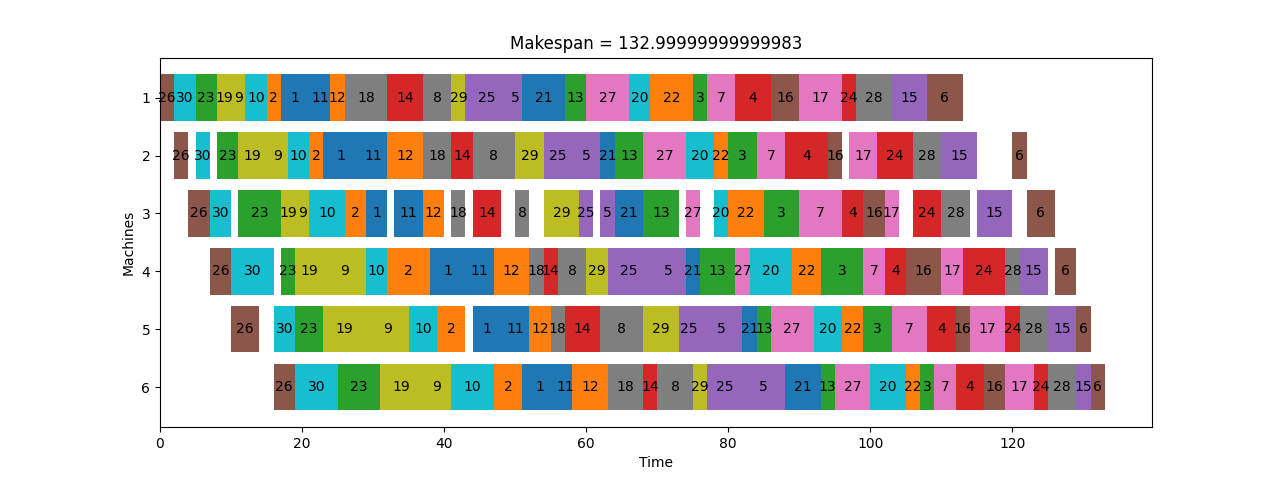 Makespan = 132.99999999999983
1 26 30 23 19 9 10 2 1 11 12 18 14 8 29 25 5 21 13 27 20 22 3 7 4 16 17 24 28 15 6
2 26 30 23 19 9 10 2 1 11 12 18 14 8 29 25 5 21 13 27 20 22 3 7 4 16 17 24 28 15 6
3 26 30 23 19 9 10 2 1 11 12 18 14 8 29 25 5 21 13 27 20 22 3 7 4 16 17 24 28 15 6
4 26 30 23 19 9 10 2 1 11 12 18 14 8 29 25 5 21 13 27 20 22 3 7 4 16 17 24 28 15 6
5 26 30 23 19 9 10 2 1 11 12 18 14 8 29 25 5 21 13 27 20 22 3 7 4 16 17 24 28 15 6
6 26 30 23 19 9 10 2 1 11 12 18 14 8 29 25 5 21 13 27 20 22 3 7 4 16 17 24 28 15 6
Machines
0 20 40 60 80 100 120
Time